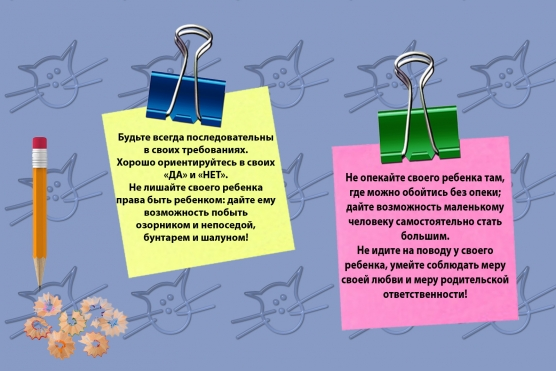 Будьте всегда последовательны
в своих требованиях.
Хорошо ориентируйтесь в своих
«ДА» и «НЕТ».
Не лишайте своего ребенка
права быть ребенком: дайте ему
возможность побыть
озорником и непоседой,
бунтарем и шалуном!
Не опекайте своего ребенка там,
где можно обойтись без опеки;
дайте возможность маленькому
человеку самостоятельно стать
большим.
Не идите на поводу у своего
ребенка, умейте соблюдать меру
своей любви и меру родительской
ответственности!